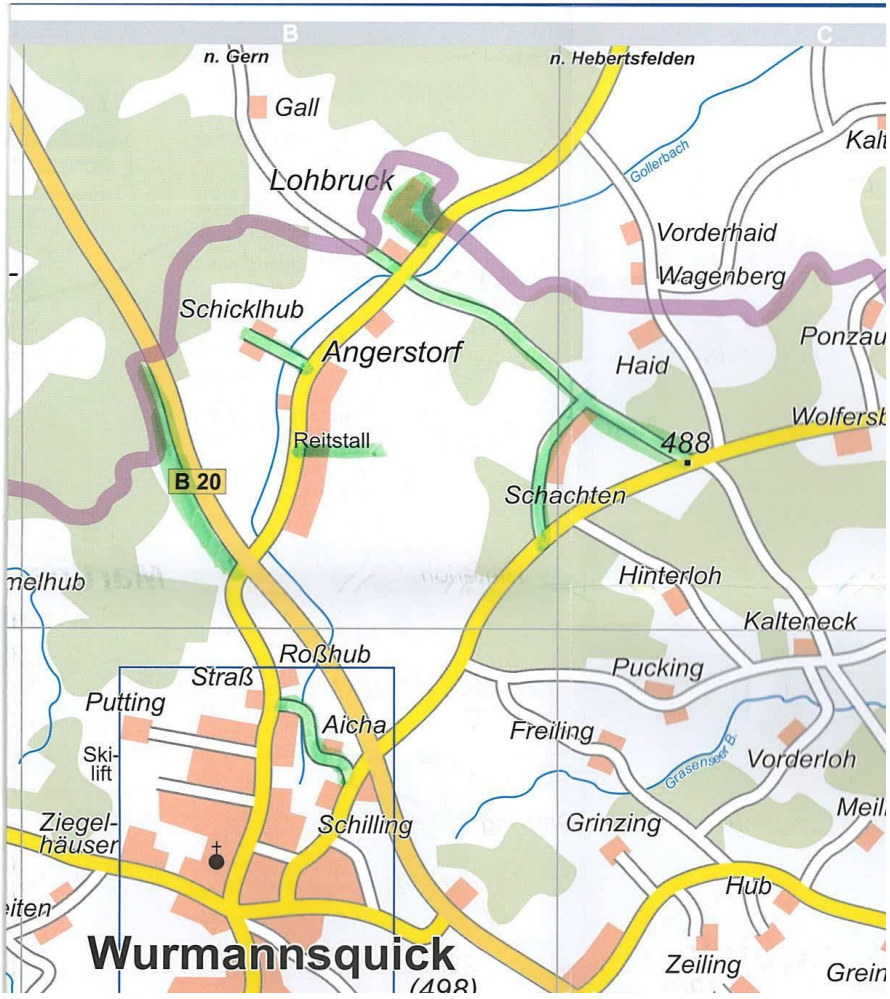 B
C
n. Gern
n. Hebertsfelden
Gall
Kalt
Gollerbach
Lohbruck
Vorderhaid
Wagenberg
Schicklhub
Angerstorf
Ponzau
Haid
Wolfersb
Reitstall
488
B 20
Schachten
melhub
Hinterloh
Kalteneck
Roßhub
Straß
Pucking
Putting
Aicha
Freiling
Ski-
lift
Grasenseer B.
Vorderloh
Ziegel-
häuser
Schilling
Grinzing
Meil
Hub
eiten
Wurmannsquick
(498)
Zeiling
Grein